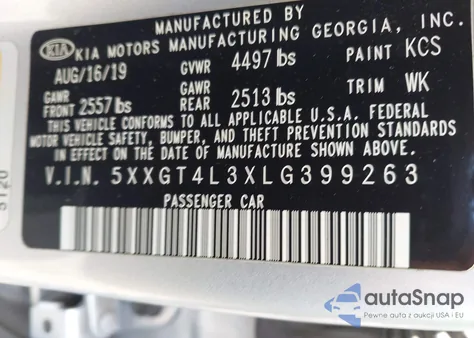 MANUFACTURED BY
KIA KIA MOTORS MANUFACTURING GEORGIA, INC.
AUG/16/19 GVWR 4497 lbs PAINT KCS
GAWR FRONT 2557 lbs GAWR REAR 2513 lbs TRIM WK
THIS VEHICLE CONFORMS TO ALL APPLICABLE U.S.A. FEDERAL
MOTOR VEHICLE SAFETY, BUMPER, AND THEFT PREVENTION STANDARDS
IN EFFECT ON THE DATE OF MANUFACTURE SHOWN ABOVE.
V.I.N. 5XXGT4L3XLG399263
PASSENGER CAR
autoSnap
Pewne auta z aukcji USA i EU